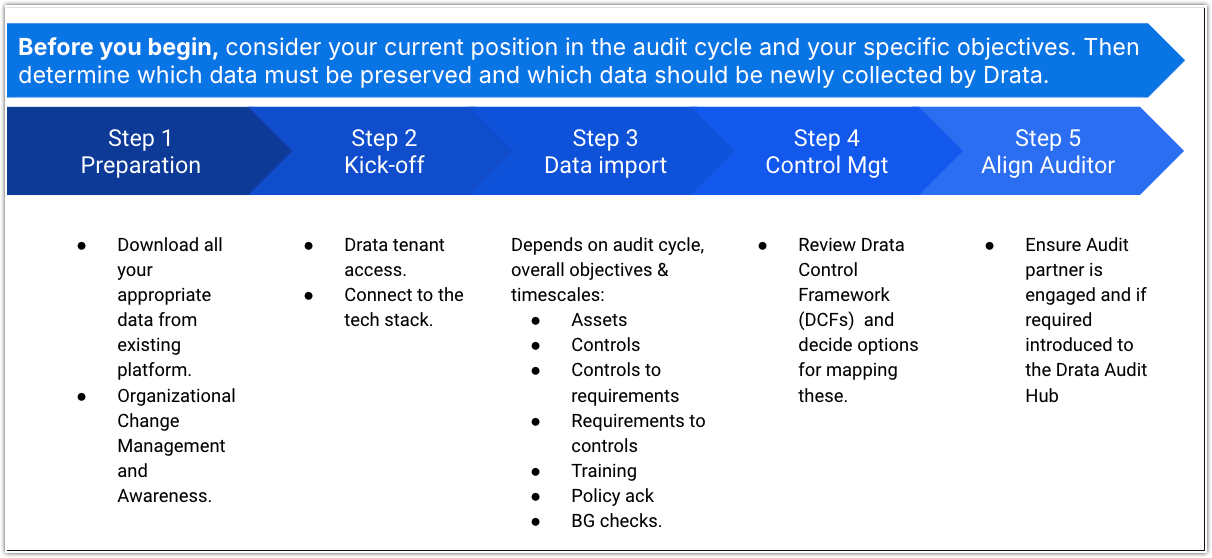 Before you begin, consider your current position in the audit cycle and your specific objectives. Then
determine which data must be preserved and which data should be newly collected by Drata.
Step 1
Preparation
Step 2
Kick-off
Step 3
Data import
Step 4
Control Mgt
Step 5
Align Auditor
● Download all
your
appropriate
data from
existing
platform.
● Organizational
Change
Management
and
Awareness.
● Drata tenant
access.
● Connect to the
tech stack.
Depends on audit cycle,
overall objectives &
timescales:
● Assets
● Controls
● Controls to
requirements
● Requirements to
controls
● Training
● Policy ack
● BG checks.
● Review Drata
Control
Framework
(DCFs)  and
decide options
for mapping
these.
● Ensure Audit
partner is
engaged and if
required
introduced to
the Drata Audit
Hub